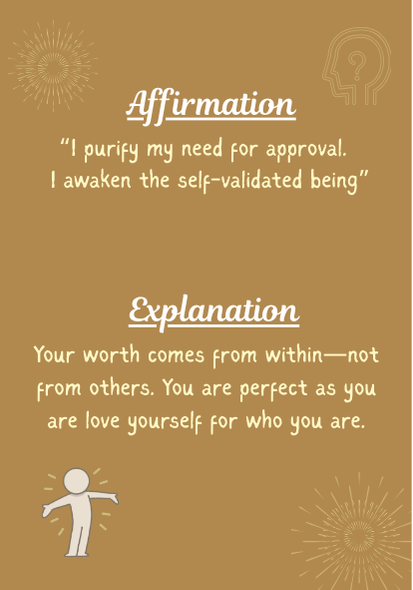 Affirmation
“I purify my need for approval.
I awaken the self-validated being”
Explanation
Your worth comes from within—not
from others. You are perfect as you
are love yourself for who you are.